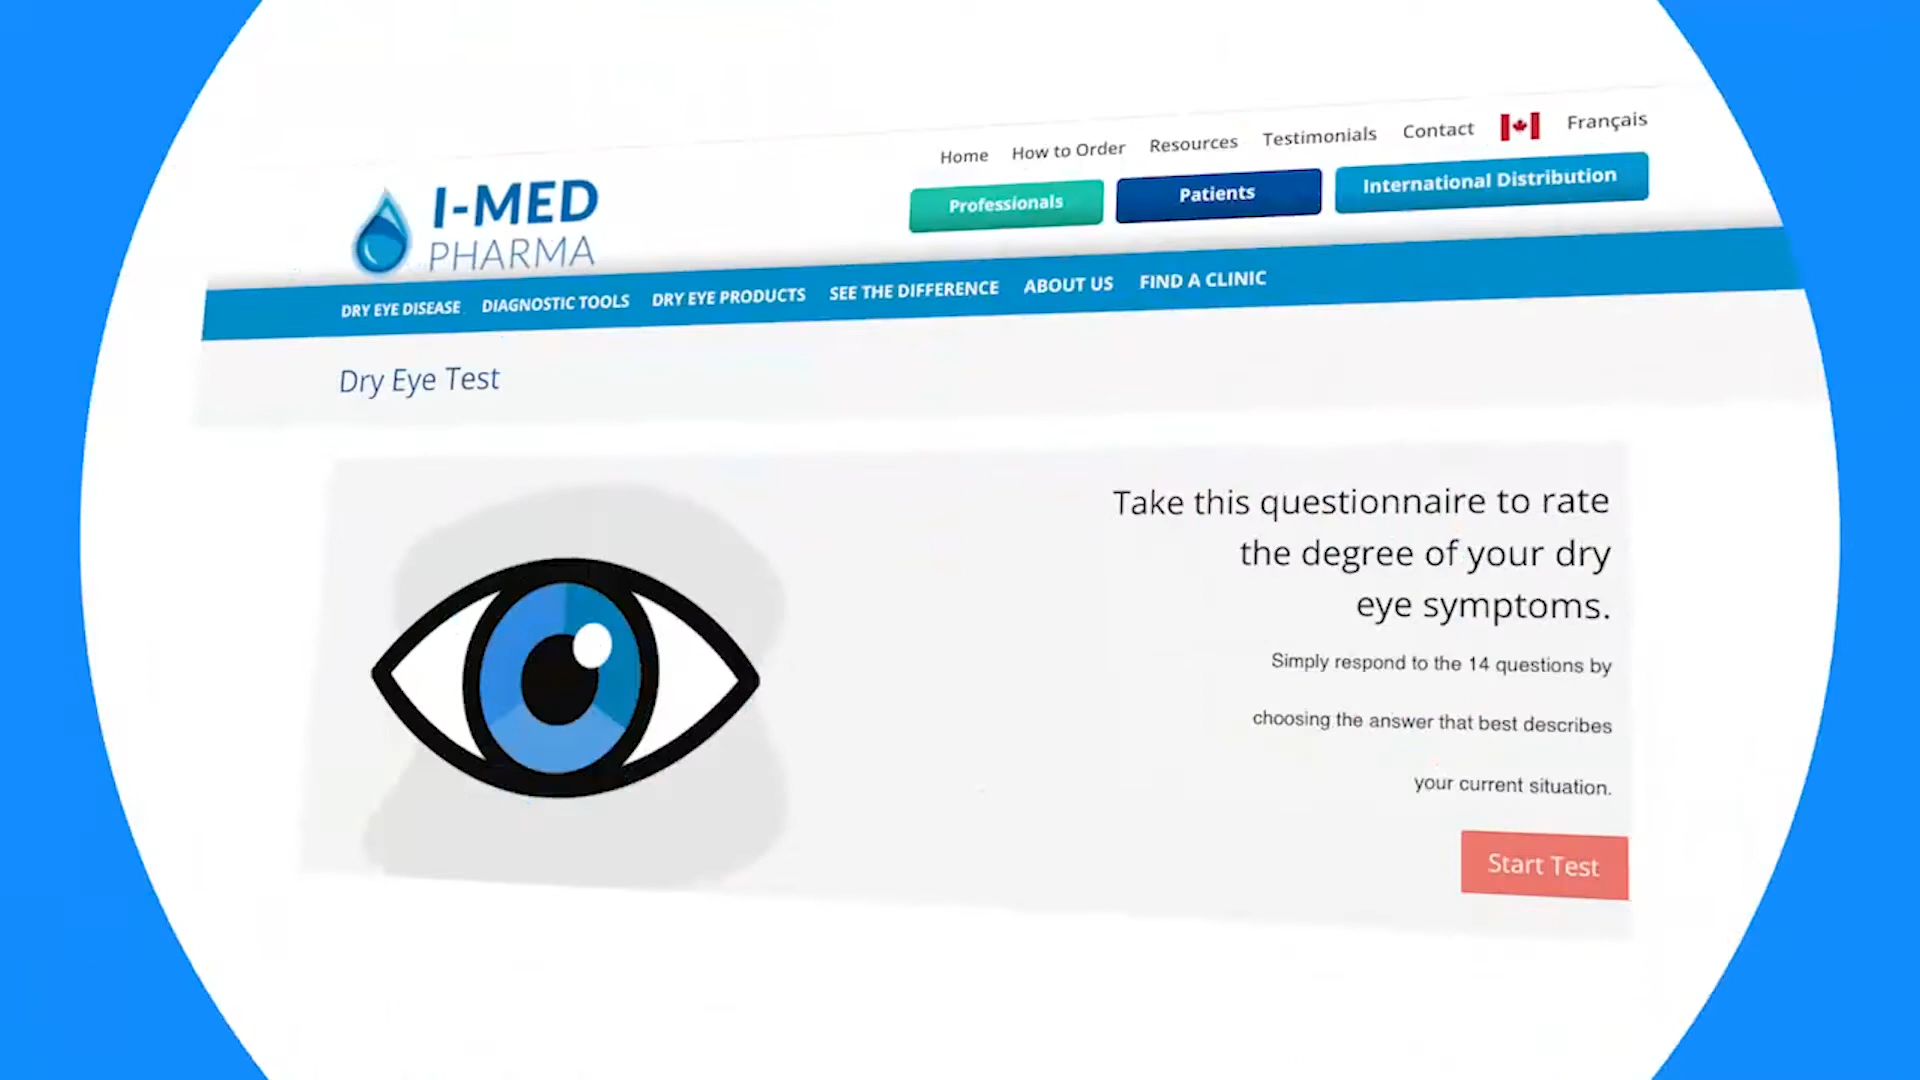 Home How to Order Resources Testimonials Contact Français
I-MED
PHARMA
Professionals Patients International Distribution
DRY EYE DISEASE DIAGNOSTIC TOOLS DRY EYE PRODUCTS SEE THE DIFFERENCE ABOUT US FIND A CLINIC
Dry Eye Test
Take this questionnaire to rate
the degree of your dry
eye symptoms.
Simply respond to the 14 questions by
choosing the answer that best describes
your current situation.
Start Test